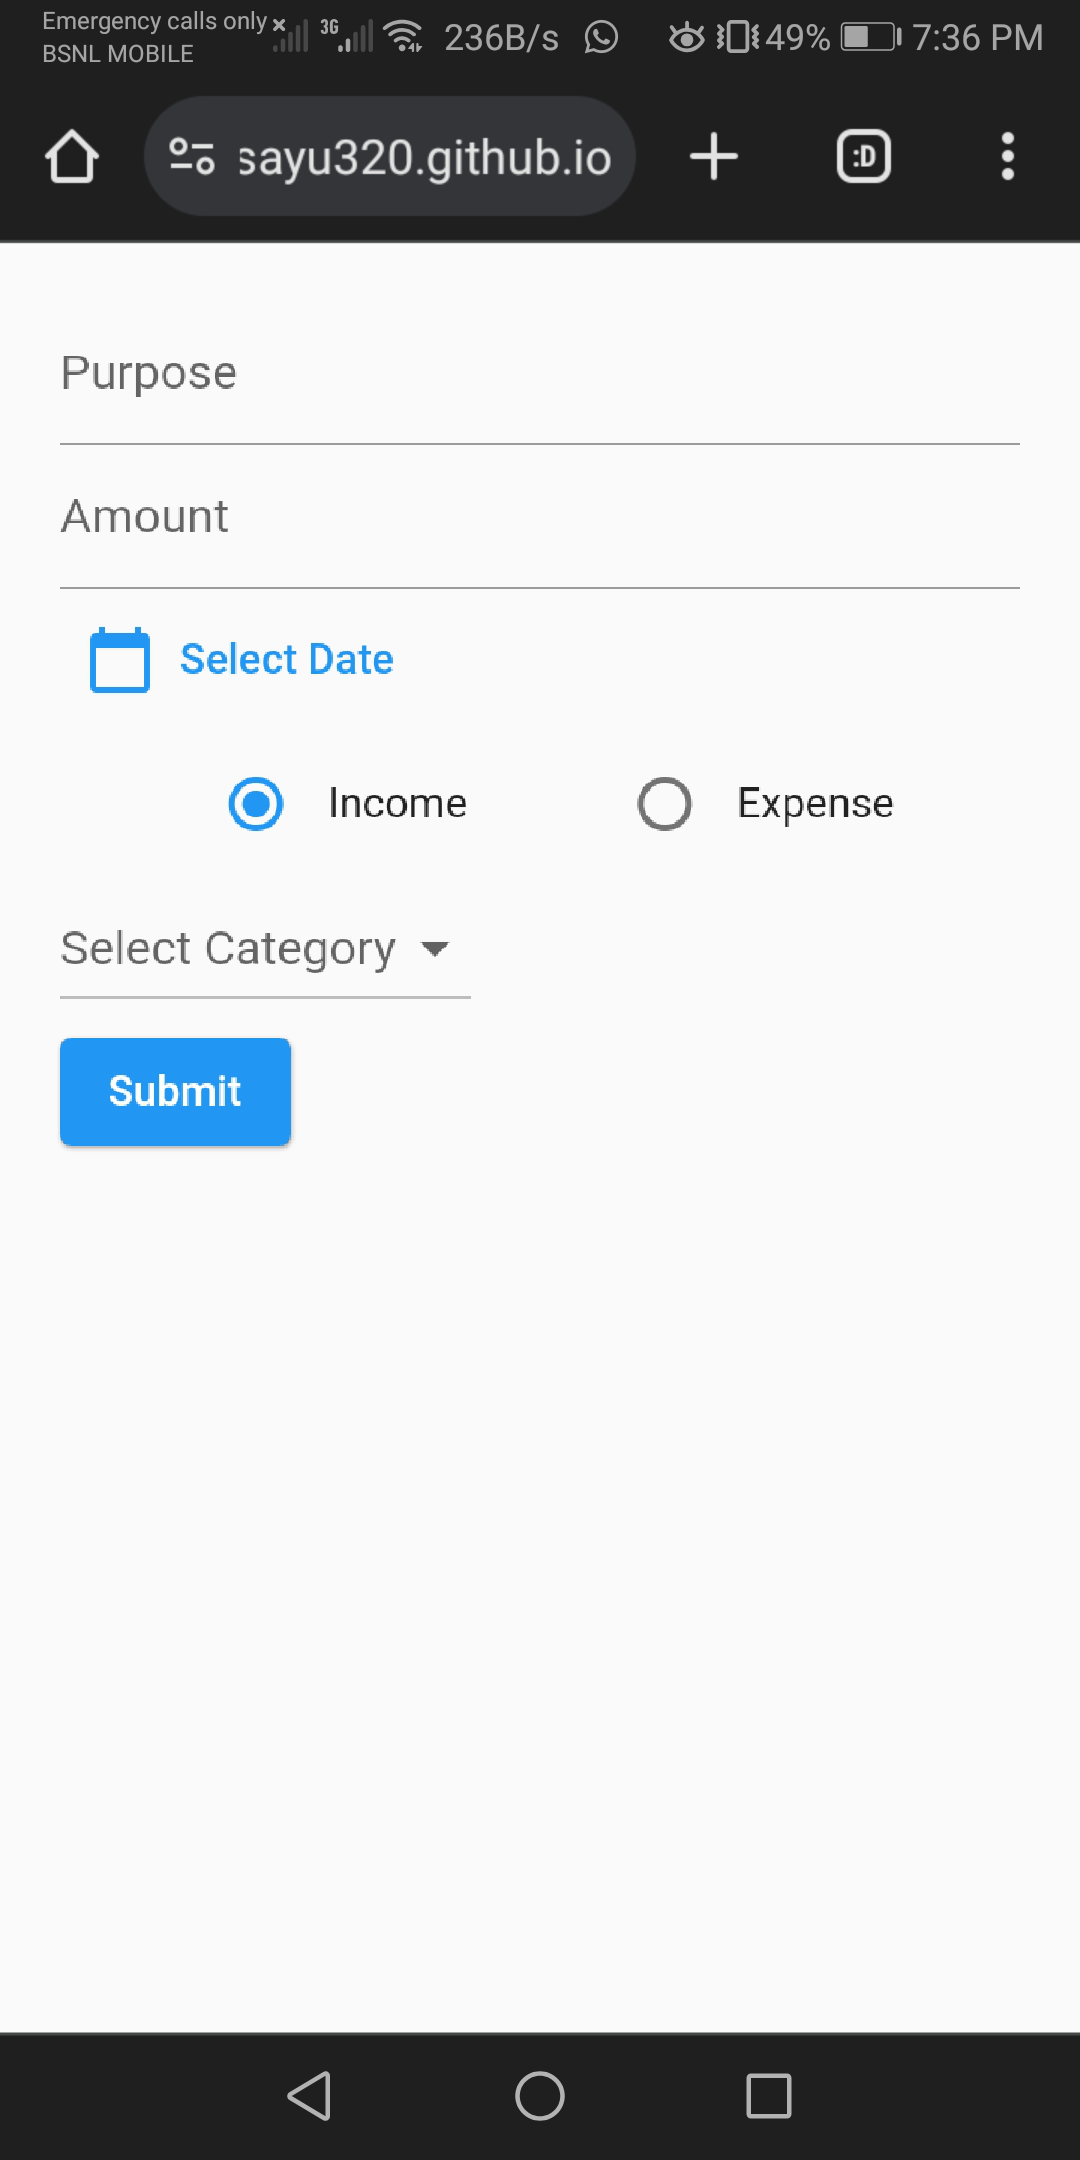 Emergency calls only
BSNL MOBILE
3G
236B/s
49%
7:36 PM
sayu320.github.io
:D
Purpose
Amount
Select Date
Income
Expense
Select Category
Submit